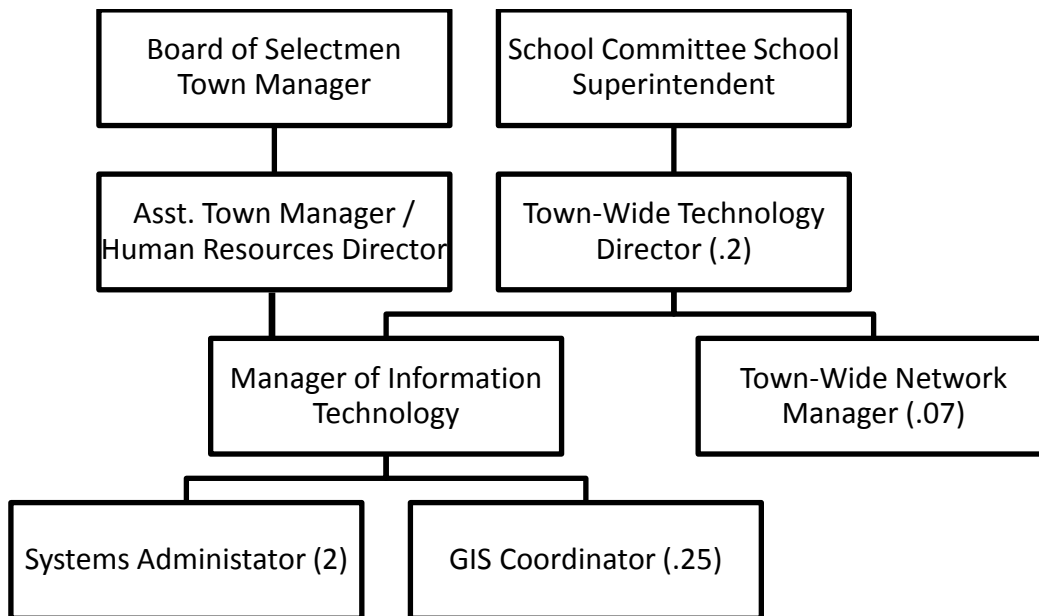 Board of Selectmen
Town Manager
School Committee School
Superintendent
Asst. Town Manager /
Human Resources Director
Town-Wide Technology
Director (.2)
Manager of Information
Technology
Town-Wide Network
Manager (.07)
Systems Administator (2)
GIS Coordinator (.25)